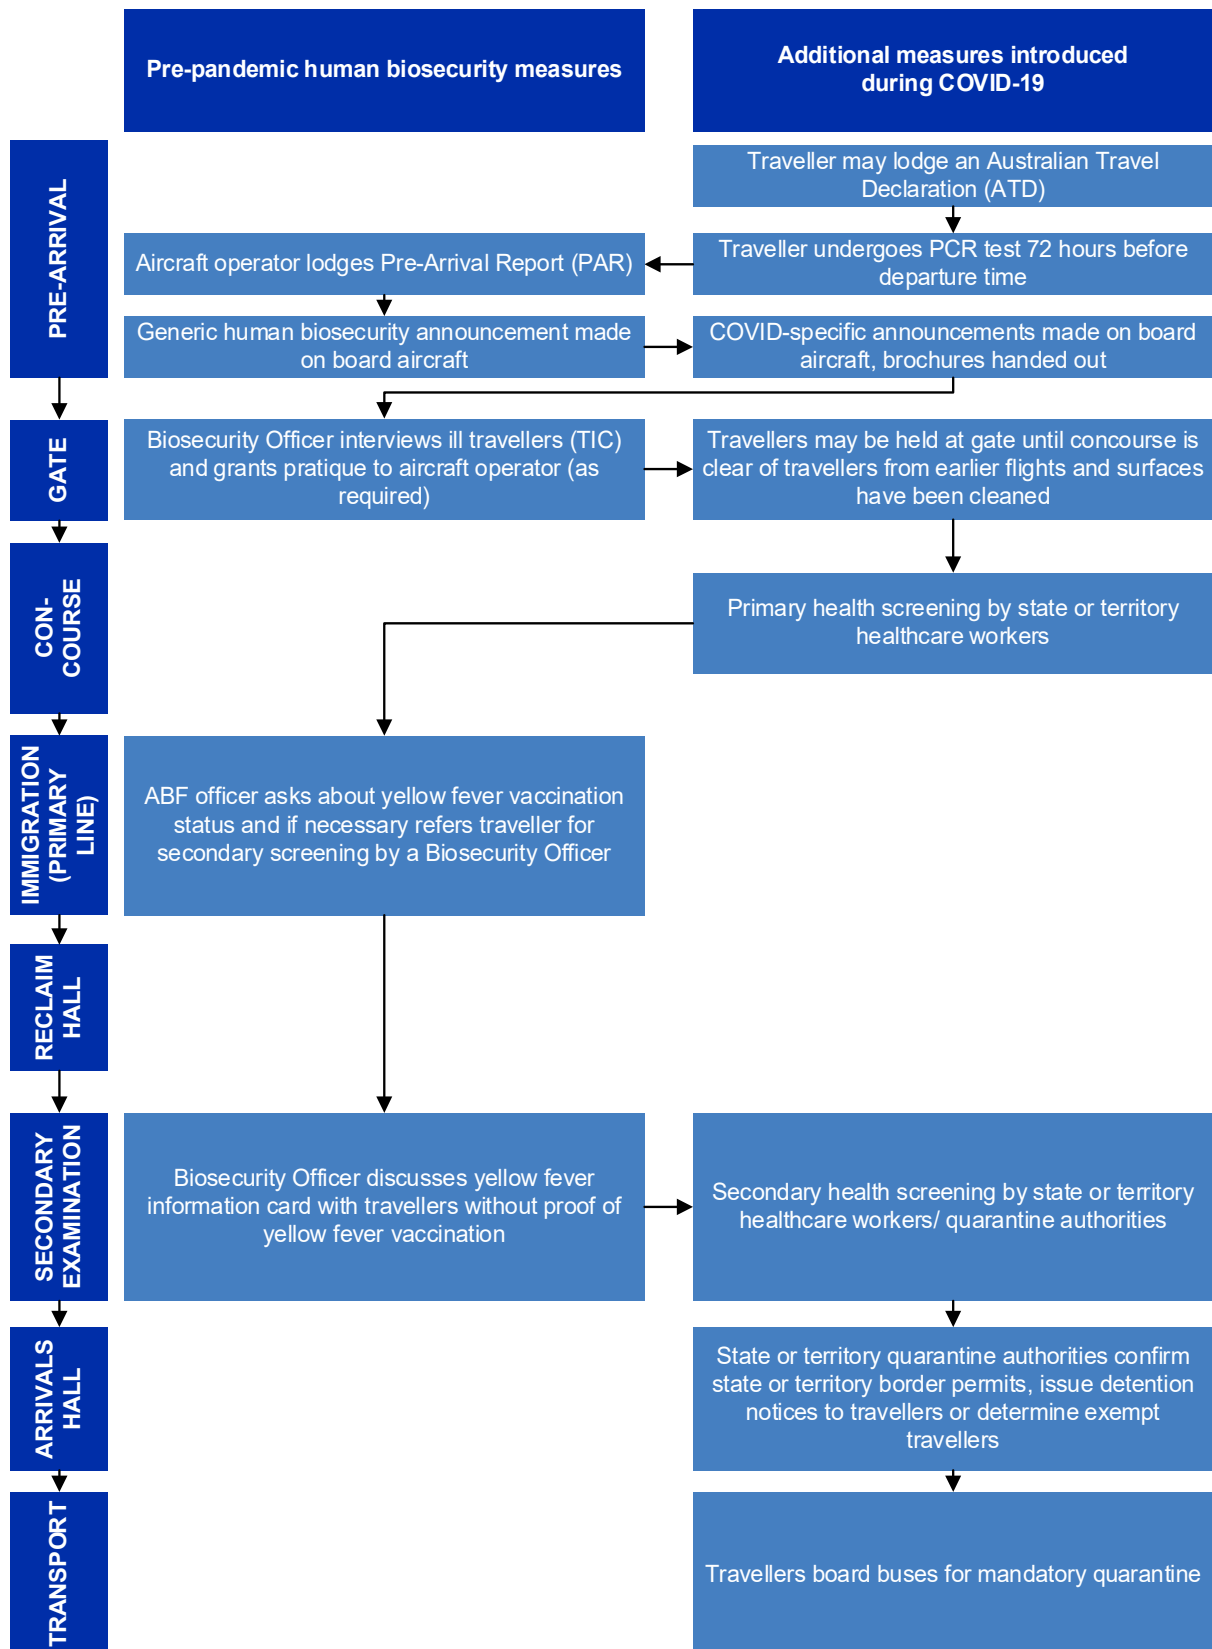 Pre-pandemic human biosecurity measures
Additional measures introduced
during COVID-19
PRE-ARRIVAL
Traveller may lodge an Australian Travel
Declaration (ATD)
Aircraft operator lodges Pre-Arrival Report (PAR)
Traveller undergoes PCR test 72 hours before
departure time
Generic human biosecurity announcement made
on board aircraft
COVID-specific announcements made on board
aircraft, brochures handed out
GATE
Biosecurity Officer interviews ill travellers (TIC)
and grants pratique to aircraft operator (as
required)
Travellers may be held at gate until concourse is
clear of travellers from earlier flights and surfaces
have been cleaned
CON-
COURSE
Primary health screening by state or territory
healthcare workers
IMMIGRATION
(PRIMARY
LINE)
ABF officer asks about yellow fever vaccination
status and if necessary refers traveller for
secondary screening by a Biosecurity Officer
RECLAIM
HALL
SECONDARY
EXAMINATION
Biosecurity Officer discusses yellow fever
information card with travellers without proof of
yellow fever vaccination
Secondary health screening by state or territory
healthcare workers/ quarantine authorities
ARRIVALS
HALL
State or territory quarantine authorities confirm
state or territory border permits, issue detention
notices to travellers or determine exempt
travellers
TRANSPORT
Travellers board buses for mandatory quarantine